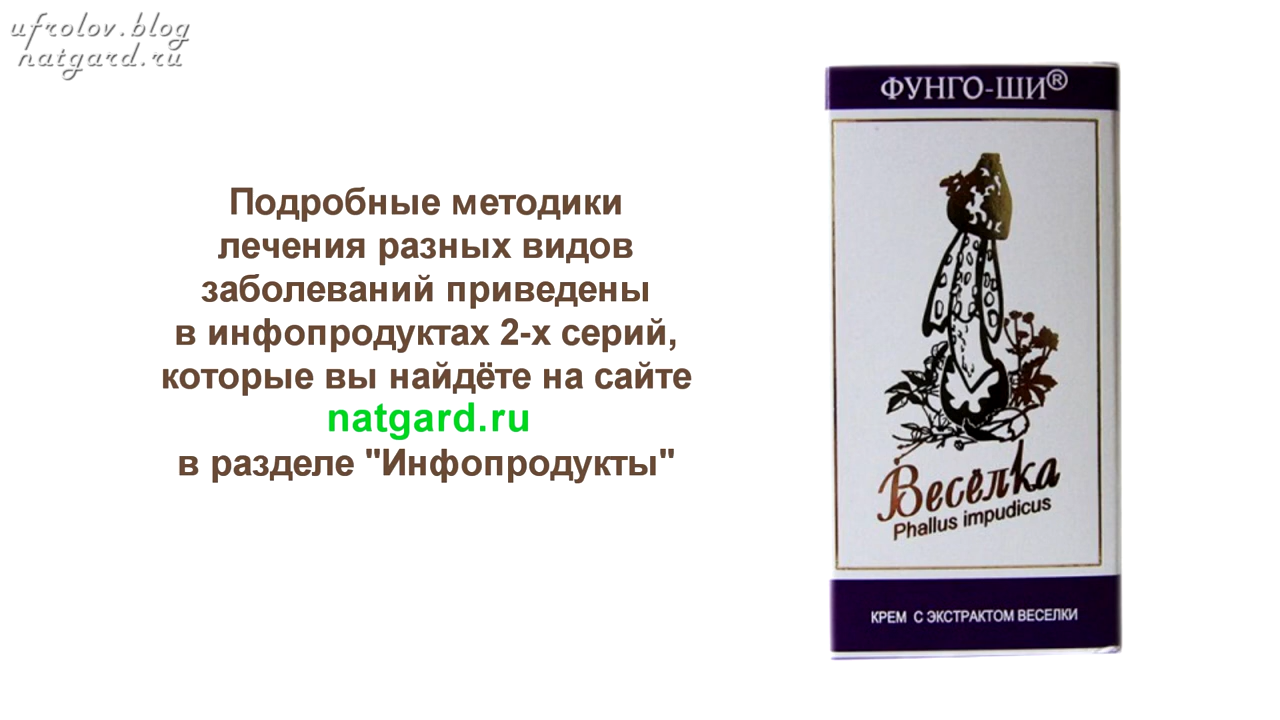 ufrolov.blog
natgard.ru
Подробные методики
лечения разных видов
заболеваний приведены
в инфопродуктах 2-х серий,
которые вы найдёте на сайте
natgard.ru
в разделе "Инфопродукты"
ФУНГО-ШИ®
Весёлка
Phallus impudicus
КРЕМ С ЭКСТРАКТОМ ВЕСЕЛКИ